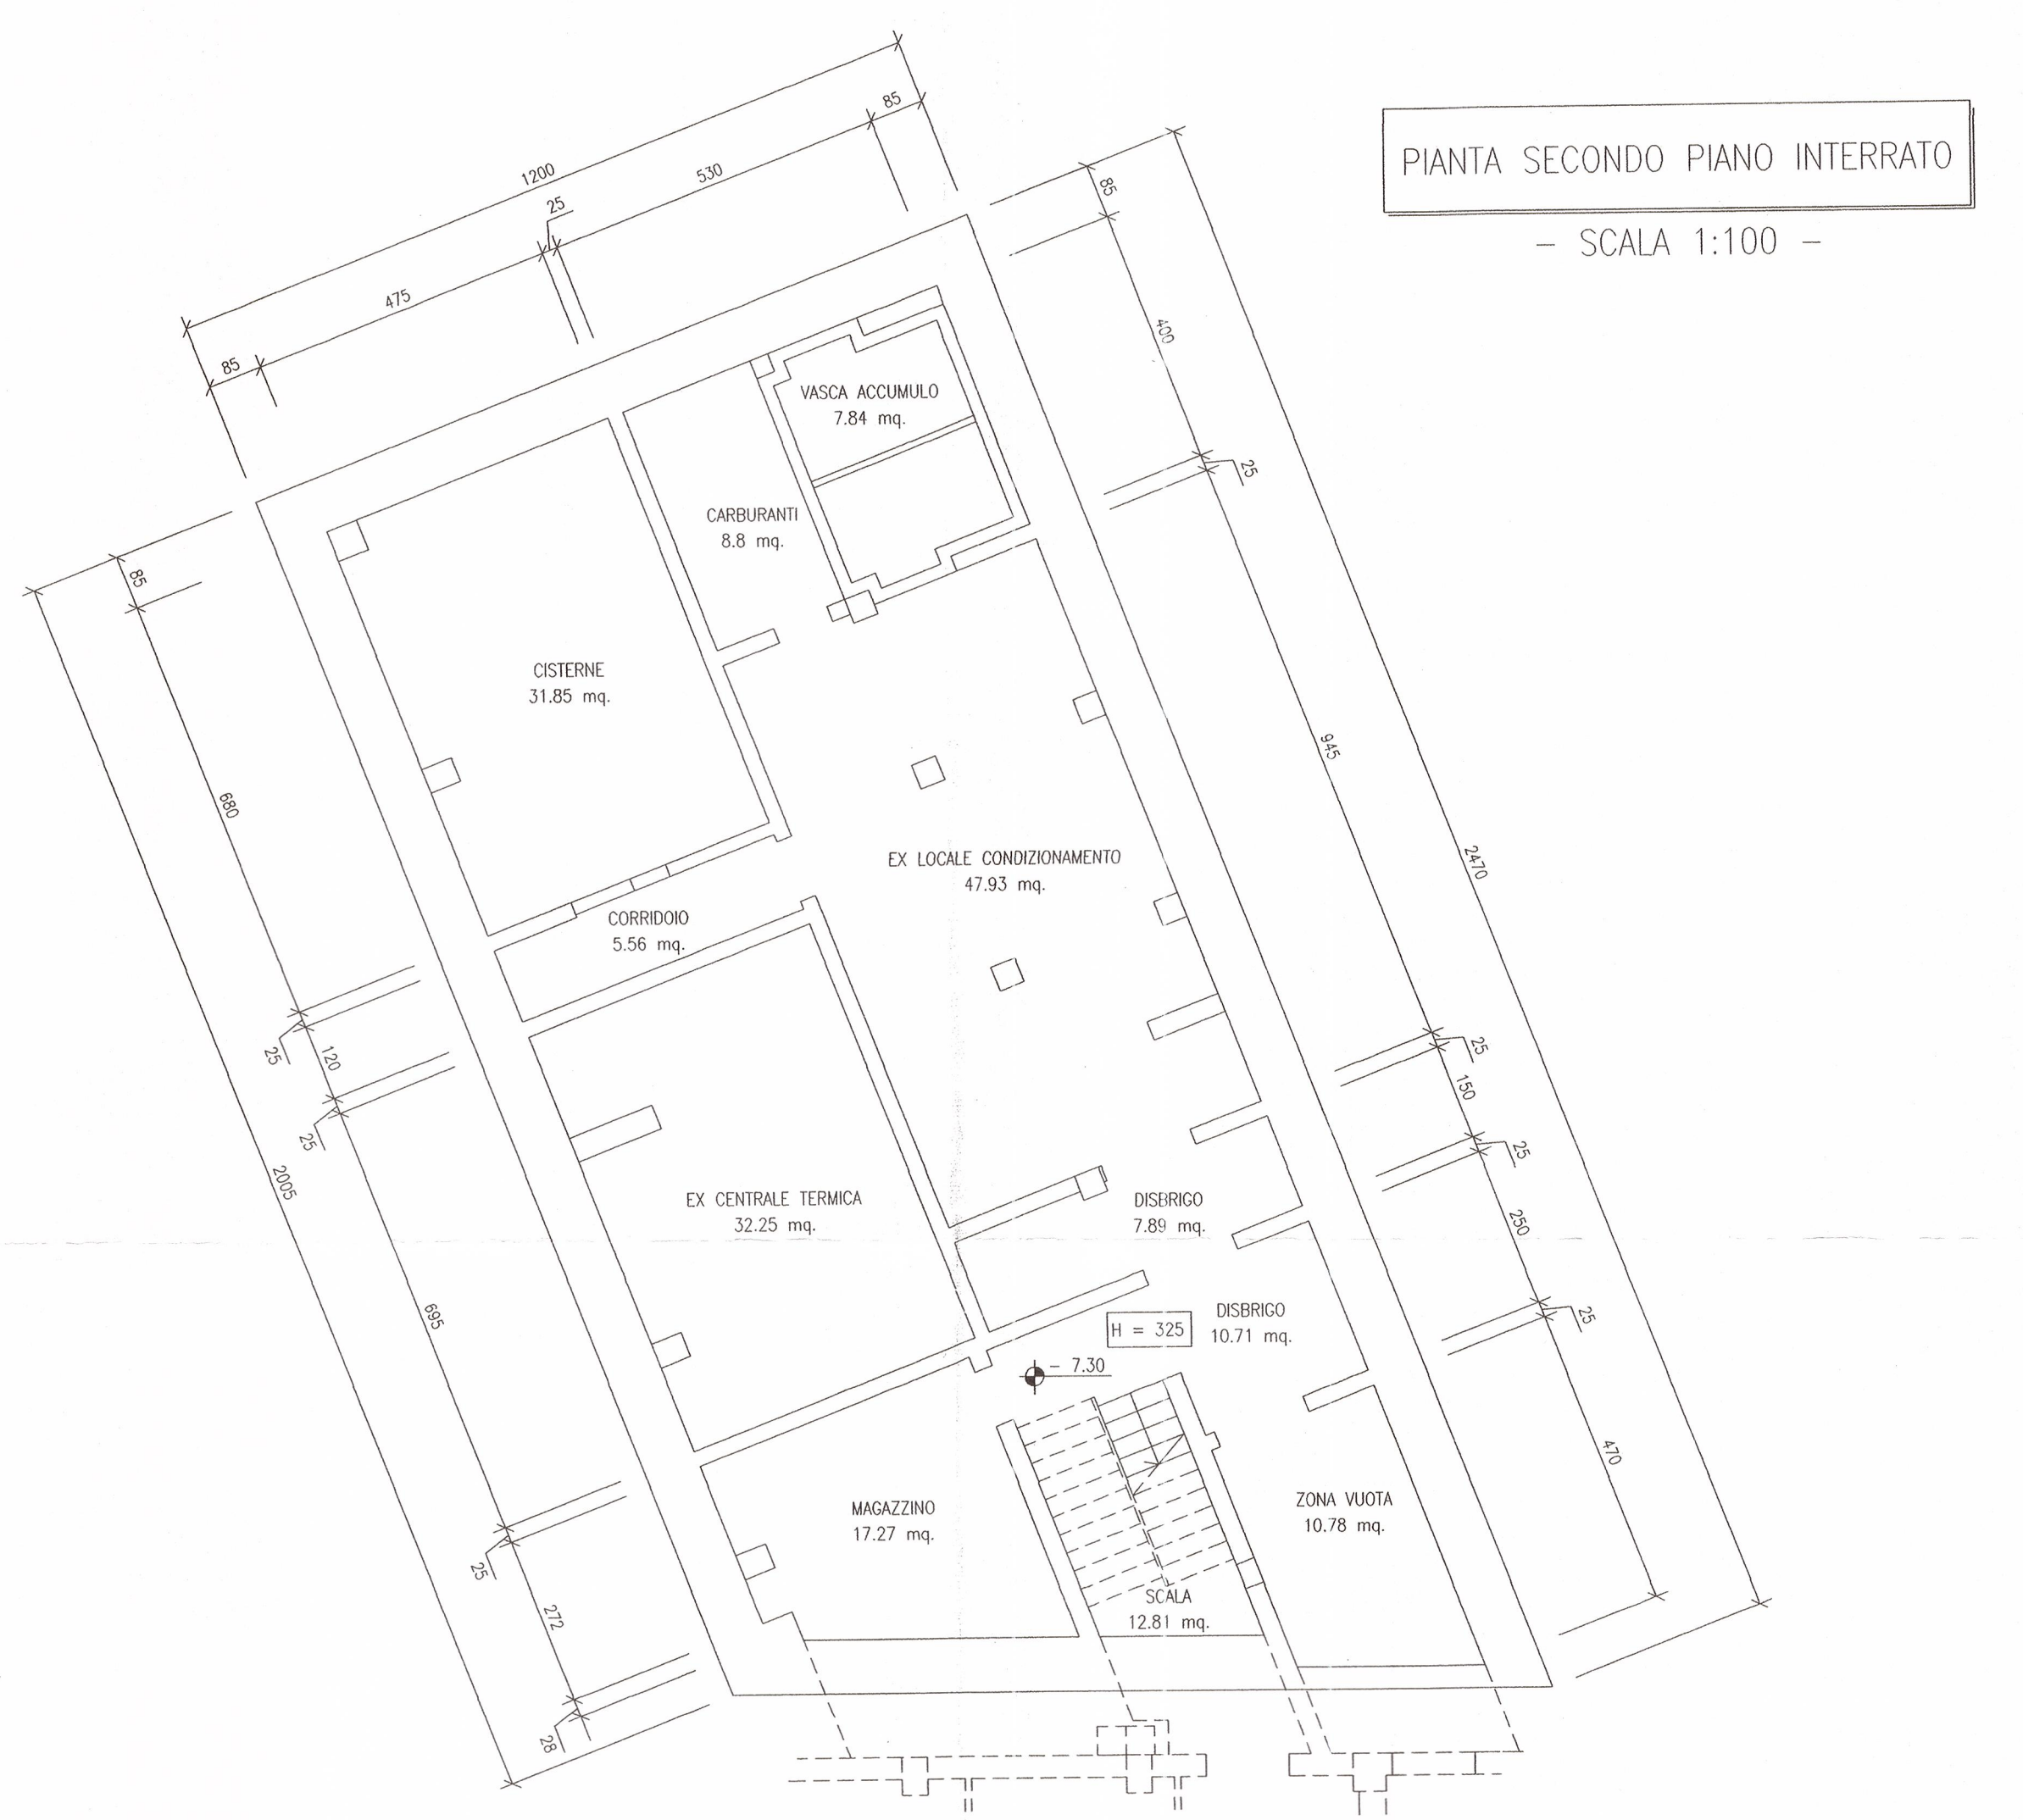 PIANTA SECONDO PIANO INTERRATO
– SCALA 1:100 –
1200
85
530
25
475
85
85
400
25
945
2470
25
150
25
250
25
470
85
680
25
120
25
2005
695
25
272
28
VASCA ACCUMULO
7.84 mq.
CARBURANTI
8.8 mq.
CISTERNE
31.85 mq.
EX LOCALE CONDIZIONAMENTO
47.93 mq.
CORRIDOIO
5.56 mq.
EX CENTRALE TERMICA
32.25 mq.
DISBRIGO
7.89 mq.
DISBRIGO
10.71 mq.
H = 325
– 7.30
MAGAZZINO
17.27 mq.
ZONA VUOTA
10.78 mq.
SCALA
12.81 mq.